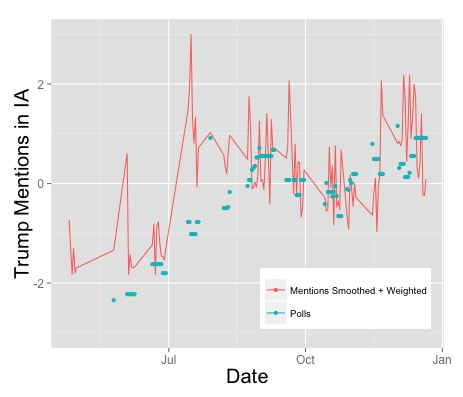 Trump Mentions in IA
2
0
-2
Mentions Smoothed + Weighted
Polls
Jul
Oct
Jan
Date